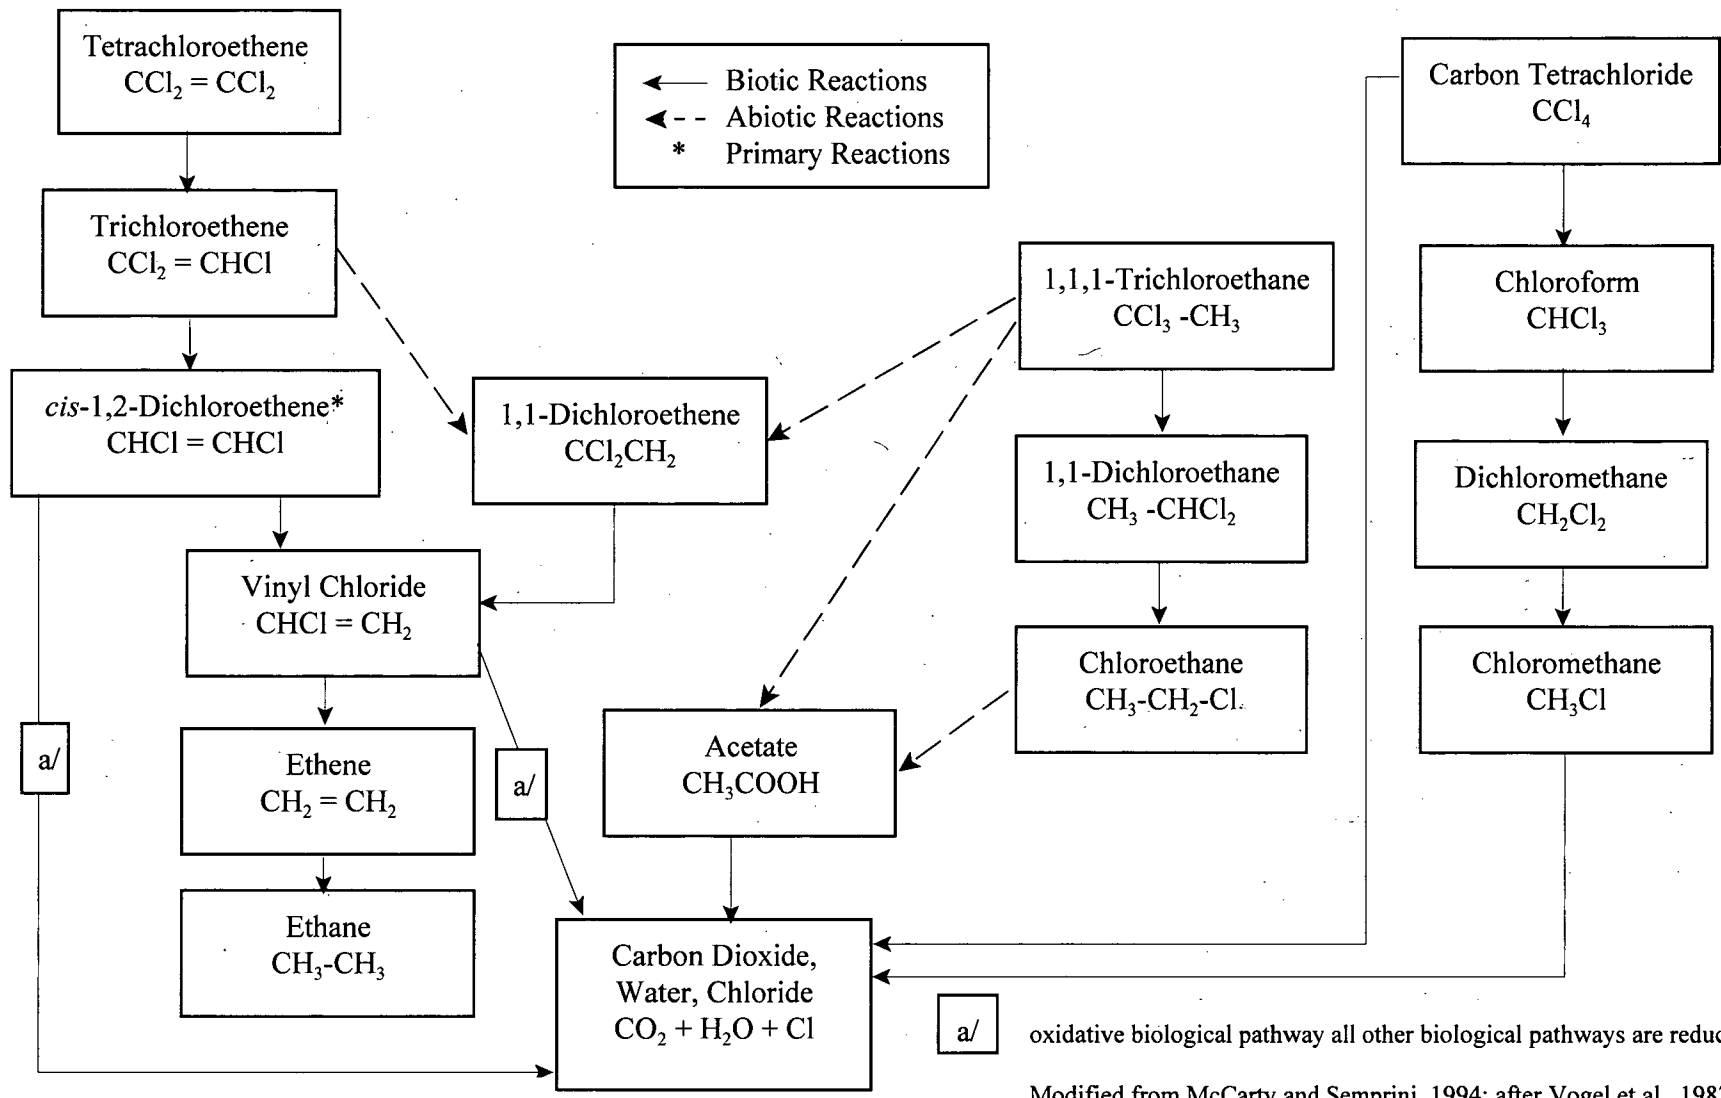 Tetrachloroethene
CCl₂ = CCl₂
Biotic Reactions
Abiotic Reactions
* Primary Reactions
Carbon Tetrachloride
CCl₄
Trichloroethene
CCl₂ = CHCl
1,1,1-Trichloroethane
CCl₃ -CH₃
Chloroform
CHCl₃
cis-1,2-Dichloroethene*
CHCl = CHCl
1,1-Dichloroethene
CCl₂CH₂
1,1-Dichloroethane
CH₃ -CHCl₂
Dichloromethane
CH₂Cl₂
Vinyl Chloride
CHCl = CH₂
Chloroethane
CH₃-CH₂-Cl
Chloromethane
CH₃Cl
a/
Ethene
CH₂ = CH₂
a/
Acetate
CH₃COOH
Ethane
CH₃-CH₃
Carbon Dioxide,
Water, Chloride
CO₂ + H₂O + Cl
a/ oxidative biological pathway all other biological pathways are
Modified from McCarty and Semprini, 1994; after Vogel et al.,